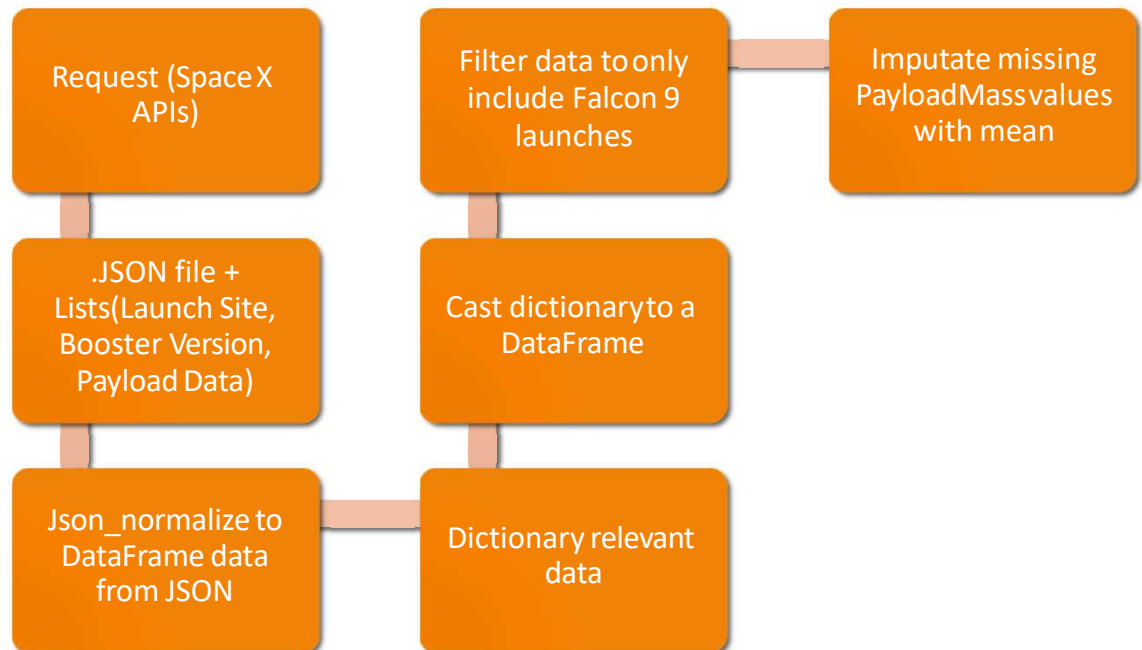 Request (Space X
APIs)
.JSON file +
Lists(Launch Site,
Booster Version,
Payload Data)
Json_normalize to
DataFrame data
from JSON
Dictionary relevant
data
Cast dictionary to a
DataFrame
Filter data to only
include Falcon 9
launches
Imputate missing
PayloadMass values
with mean